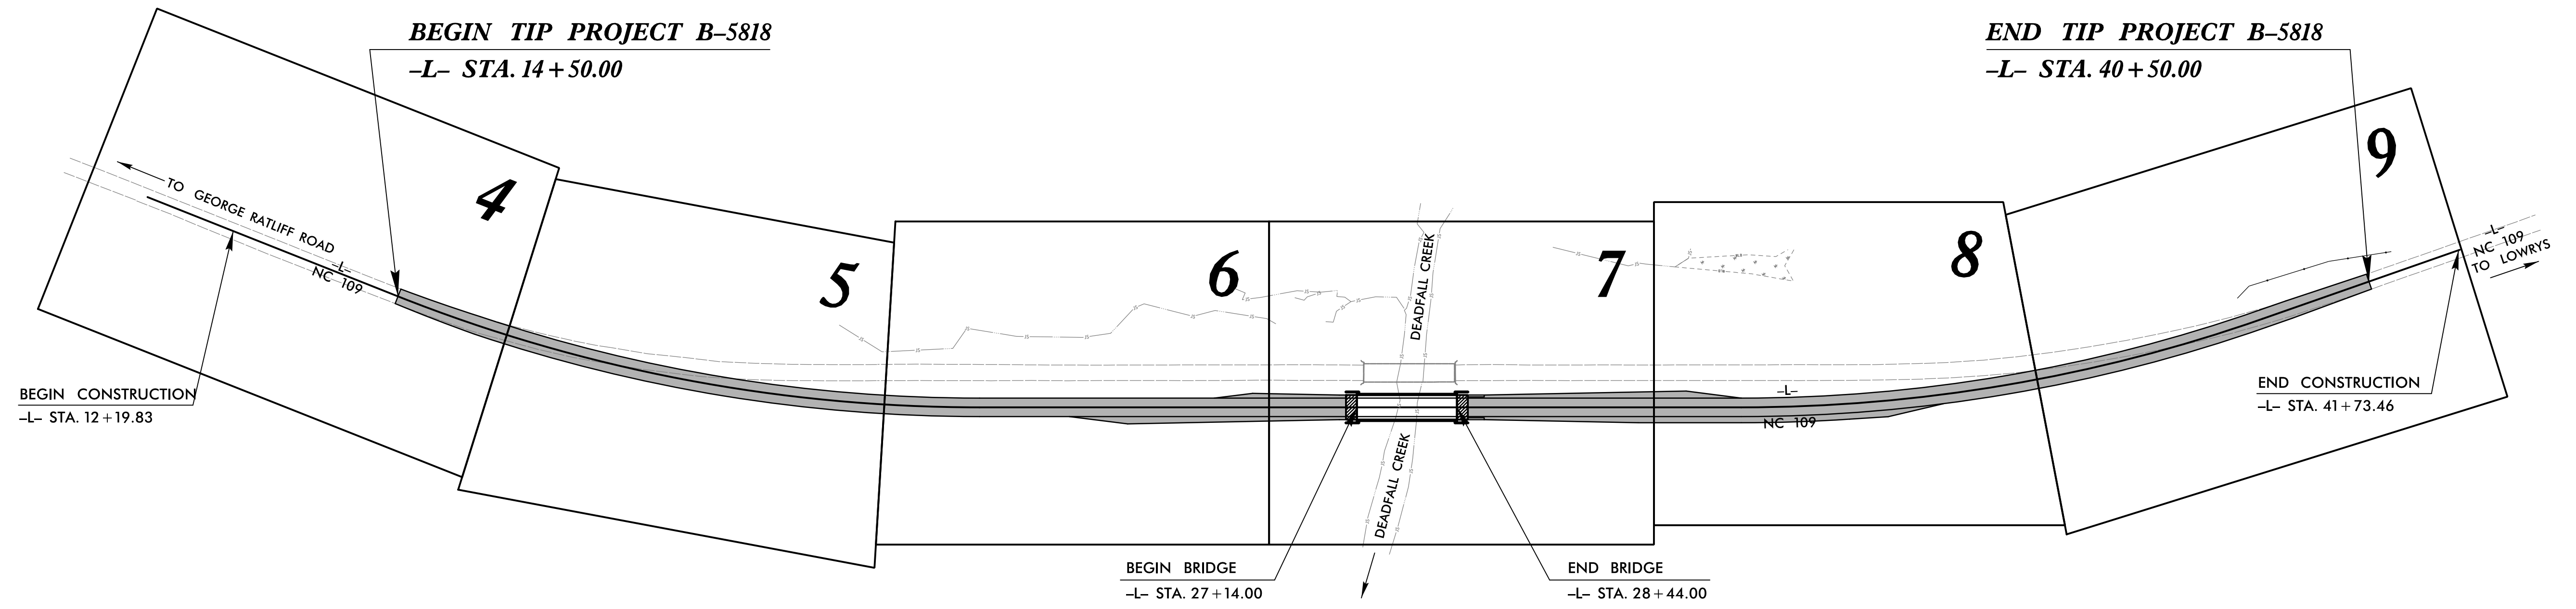 BEGIN TIP PROJECT B–5818
–L– STA. 14+50.00
END TIP PROJECT B–5818
–L– STA. 40+50.00
4
5
6
7
8
9
TO GEORGE RATLIFF ROAD
–L–
NC 109
DEADFALL CREEK
–L–
NC 109
TO LOWRYS
BEGIN CONSTRUCTION
–L– STA. 12+19.83
–L–
NC 109
END CONSTRUCTION
–L– STA. 41+73.46
DEADFALL CREEK
BEGIN BRIDGE
–L– STA. 27+14.00
END BRIDGE
–L– STA. 28+44.00